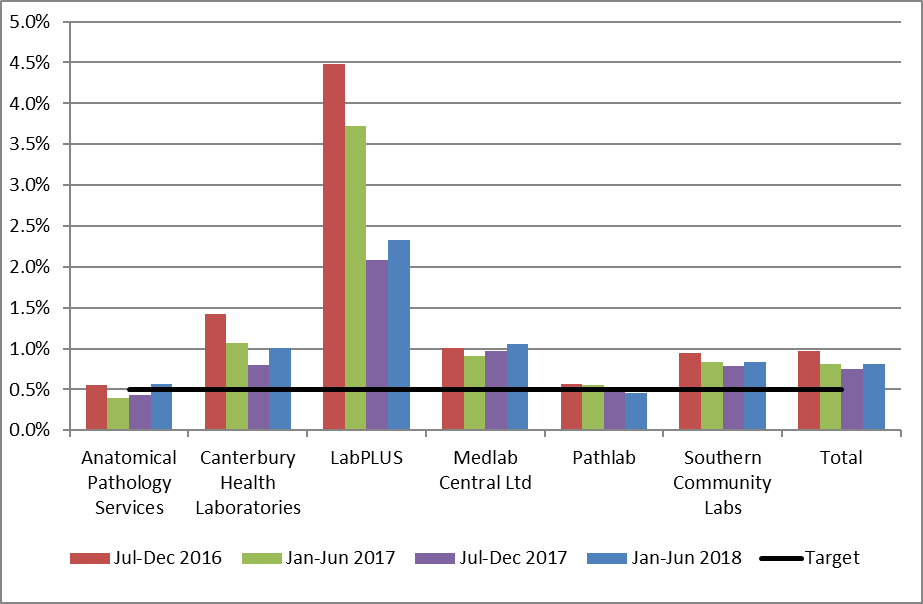 5.0%
4.5%
4.0%
3.5%
3.0%
2.5%
2.0%
1.5%
1.0%
0.5%
0.0%
Anatomical Pathology Services
Canterbury Health Laboratories
LabPLUS
Medlab Central Ltd
Pathlab
Southern Community Labs
Total
Jul-Dec 2016 Jan-Jun 2017 Jul-Dec 2017 Jan-Jun 2018 Target